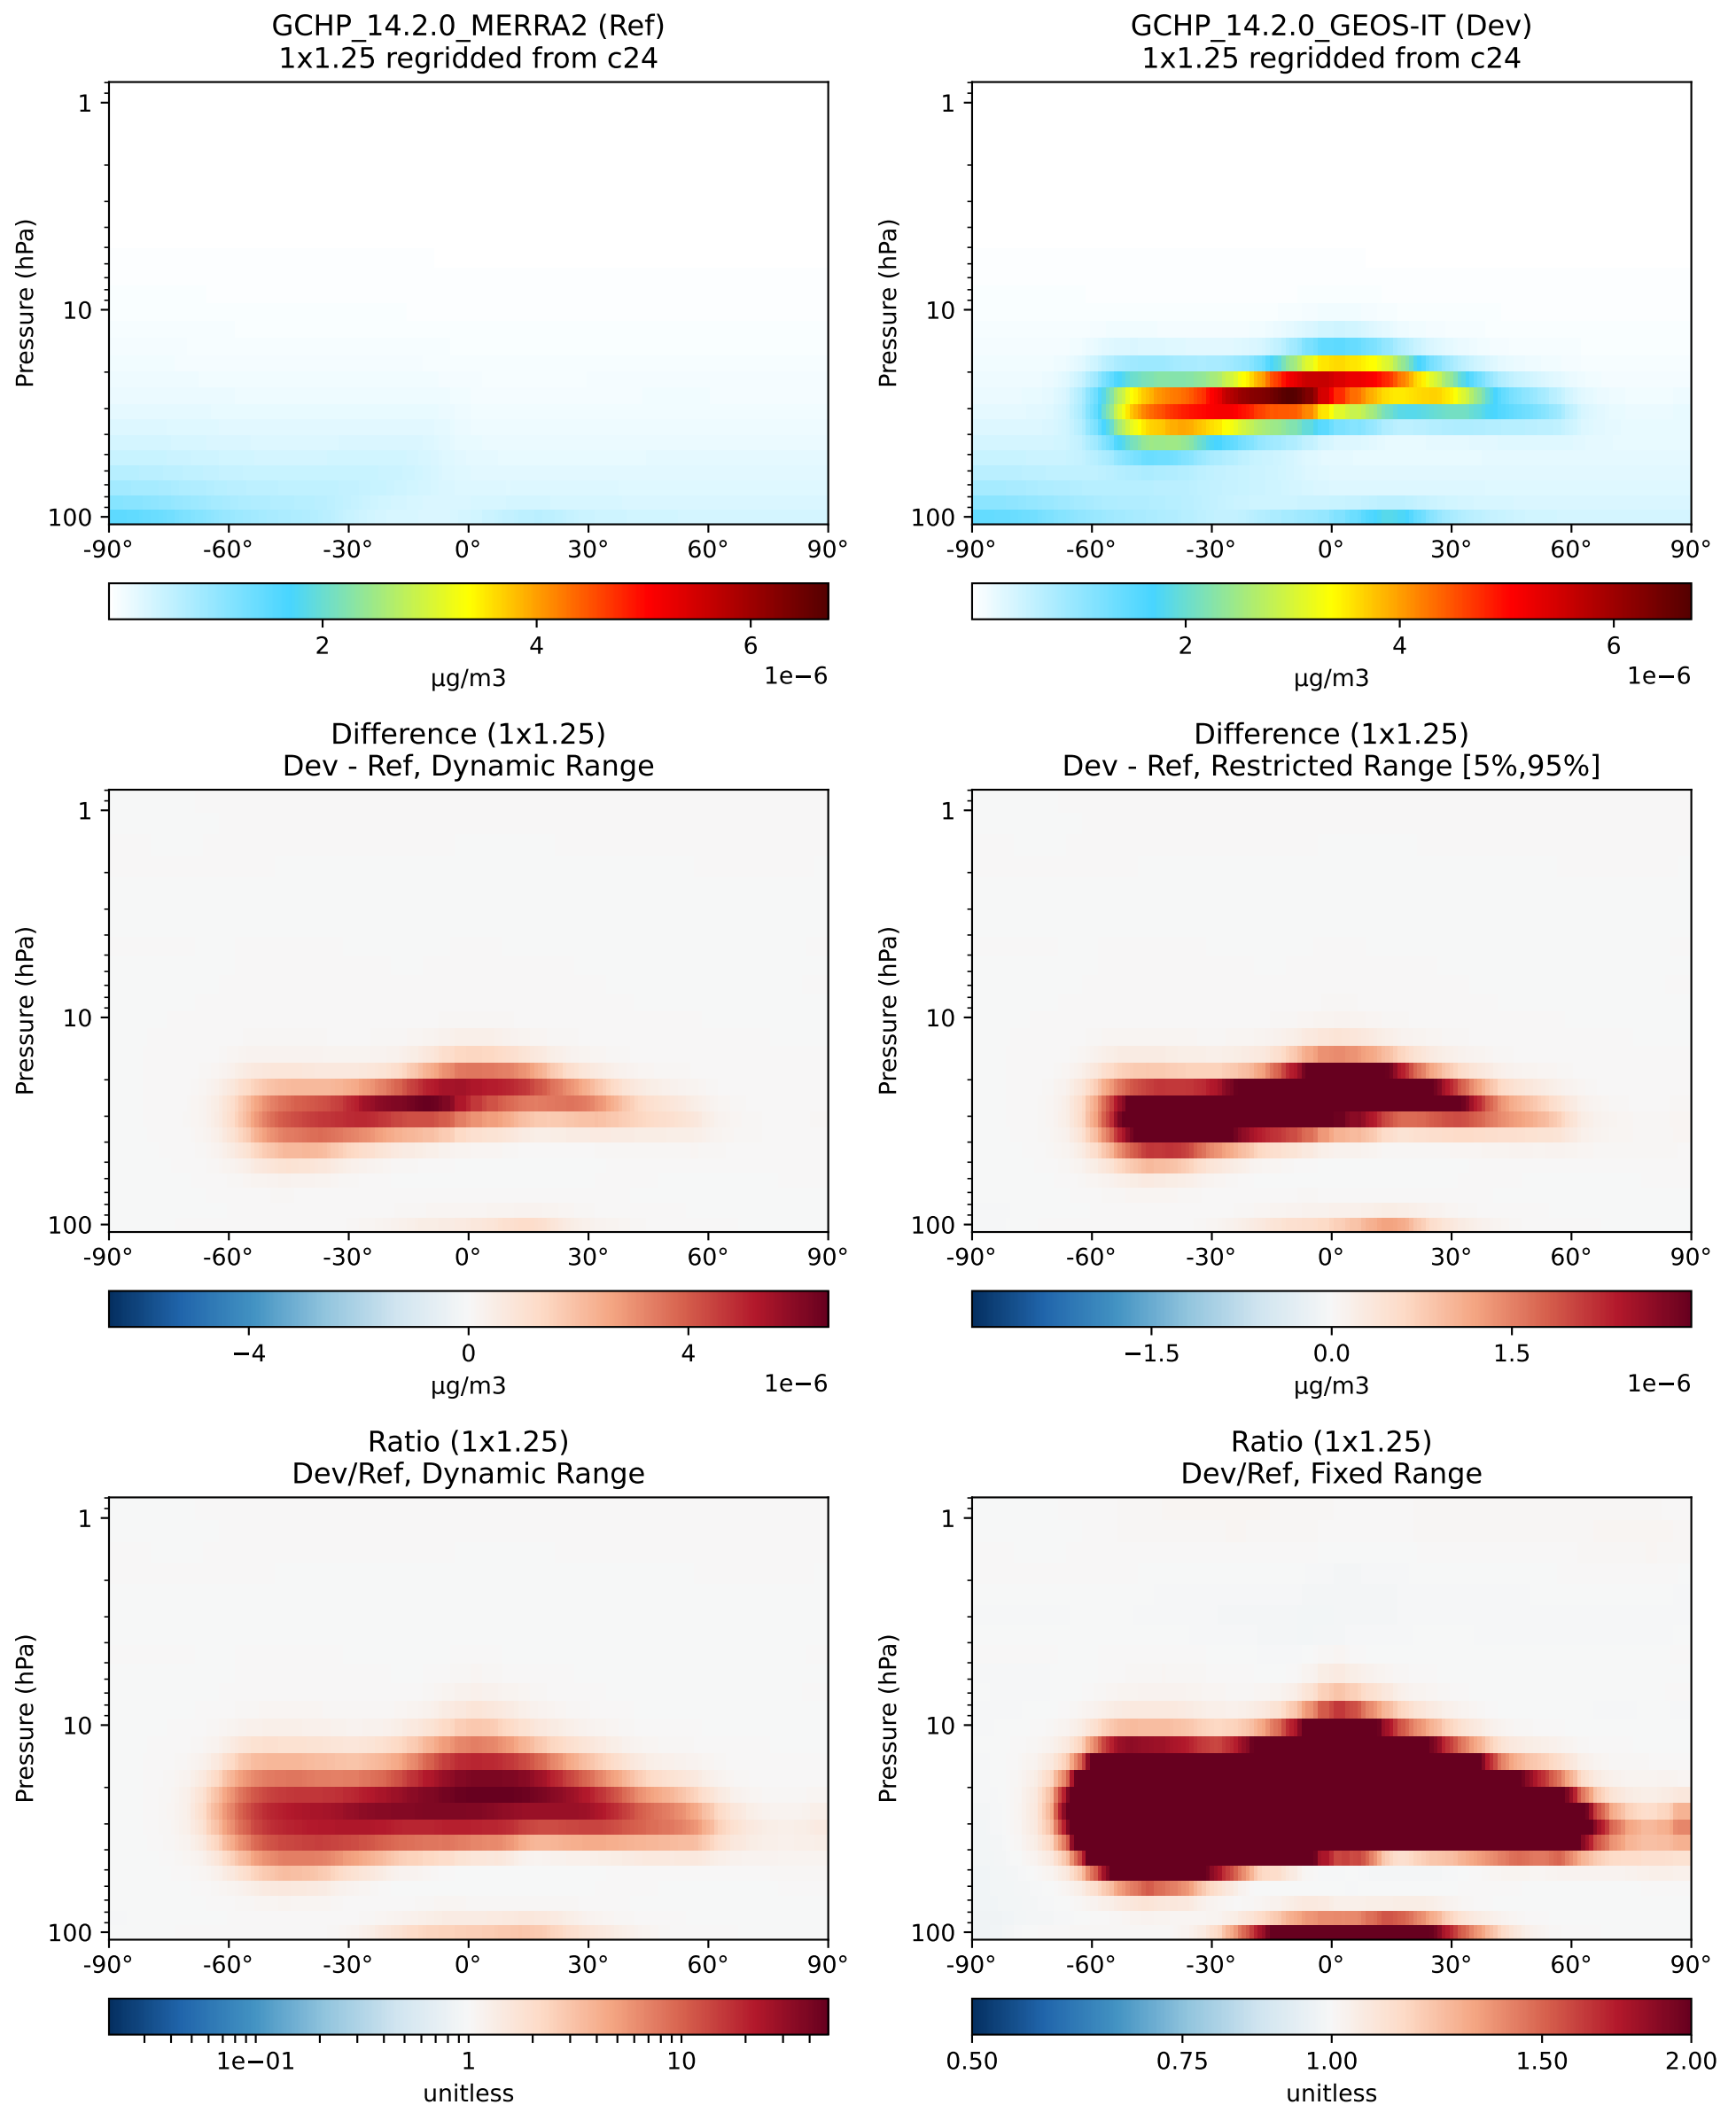 GCHP_14.2.0_MERRA2 (Ref)
1x1.25 regridded from c24
Pressure (hPa)
1
10
100
-90° -60° -30° 0° 30° 60° 90°
2 4 6
1e−6
µg/m3
GCHP_14.2.0_GEOS-IT (Dev)
1x1.25 regridded from c24
Pressure (hPa)
1
10
100
-90° -60° -30° 0° 30° 60° 90°
2 4 6
1e−6
µg/m3
Difference (1x1.25)
Dev - Ref, Dynamic Range
Pressure (hPa)
1
10
100
-90° -60° -30° 0° 30° 60° 90°
−4 0 4
1e−6
µg/m3
Difference (1x1.25)
Dev - Ref, Restricted Range [5%,95%]
Pressure (hPa)
1
10
100
-90° -60° -30° 0° 30° 60° 90°
−1.5 0.0 1.5
1e−6
µg/m3
Ratio (1x1.25)
Dev/Ref, Dynamic Range
Pressure (hPa)
1
10
100
-90° -60° -30° 0° 30° 60° 90°
1e−01 1 10
unitless
Ratio (1x1.25)
Dev/Ref, Fixed Range
Pressure (hPa)
1
10
100
-90° -60° -30° 0° 30° 60° 90°
0.50 0.75 1.00 1.50 2.00
unitless